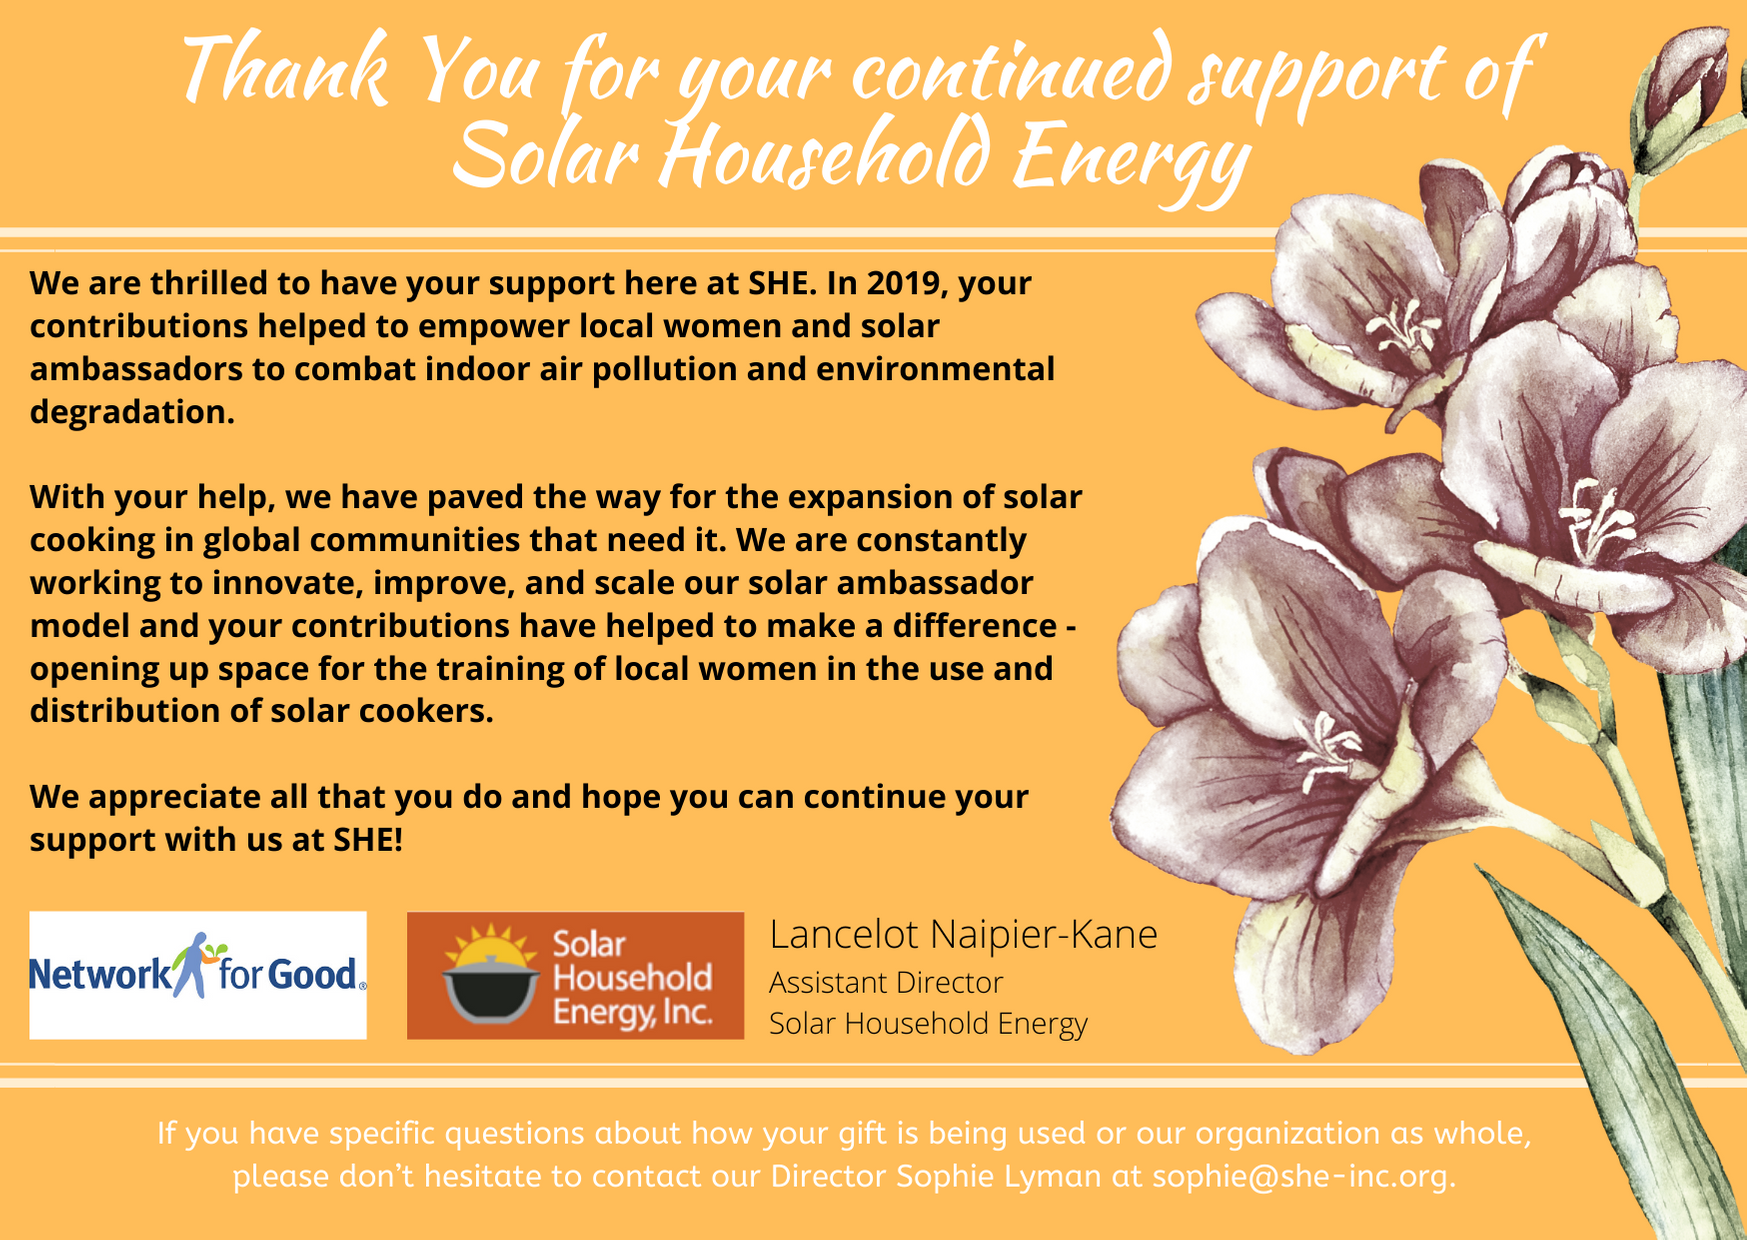 Thank You for your continued support of
Solar Household Energy
We are thrilled to have your support here at SHE. In 2019, your
contributions helped to empower local women and solar
ambassadors to combat indoor air pollution and environmental
degradation.
With your help, we have paved the way for the expansion of solar
cooking in global communities that need it. We are constantly
working to innovate, improve, and scale our solar ambassador
model and your contributions have helped to make a difference -
opening up space for the training of local women in the use and
distribution of solar cookers.
We appreciate all that you do and hope you can continue your
support with us at SHE!
Network for Good®
Solar
Household
Energy, Inc.
Lancelot Naipier-Kane
Assistant Director
Solar Household Energy
If you have specific questions about how your gift is being used or our organization as whole,
please don't hesitate to contact our Director Sophie Lyman at sophie@she-inc.org.